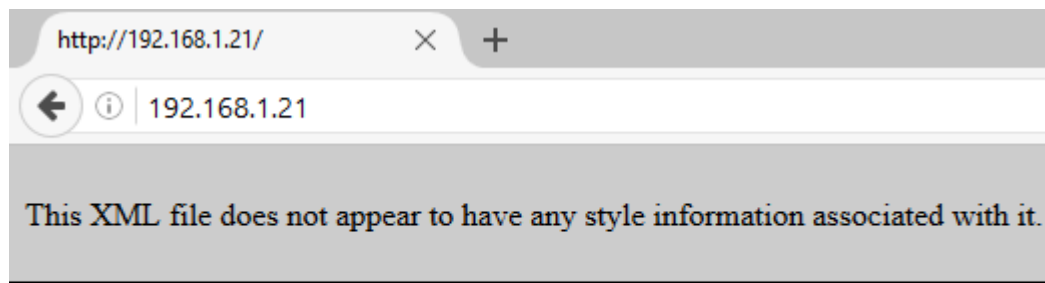 http://192.168.1.21/
192.168.1.21
This XML file does not appear to have any style information associated with it.